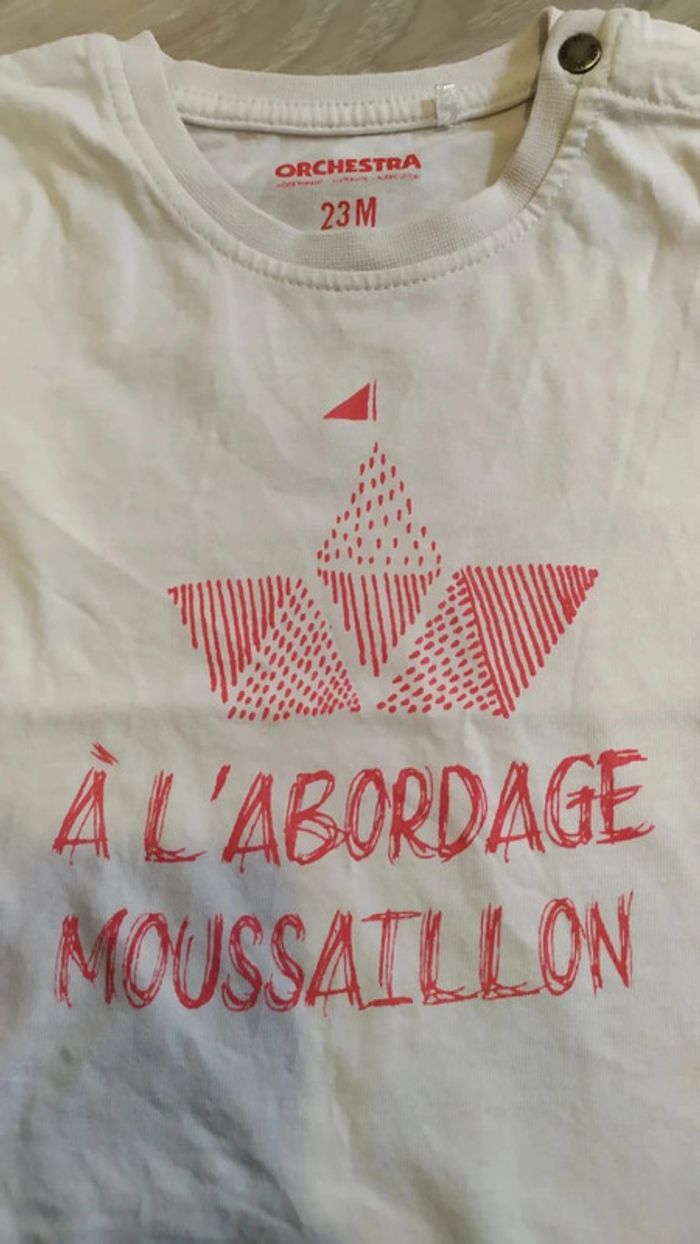 ORCHESTRA
23M
À L'ABORDAGE
MOUSSAILLON